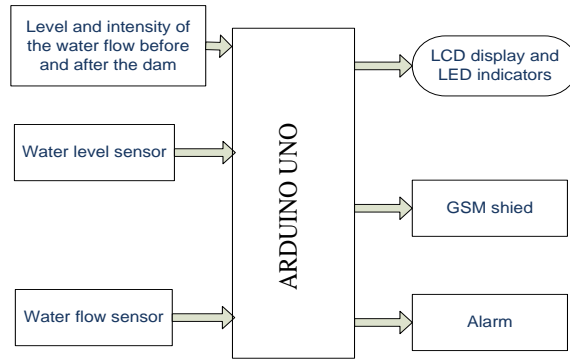 Level and intensity of
the water flow before
and after the dam
Water level sensor
Water flow sensor
ARDUINO UNO
LCD display and
LED indicators
GSM shied
Alarm